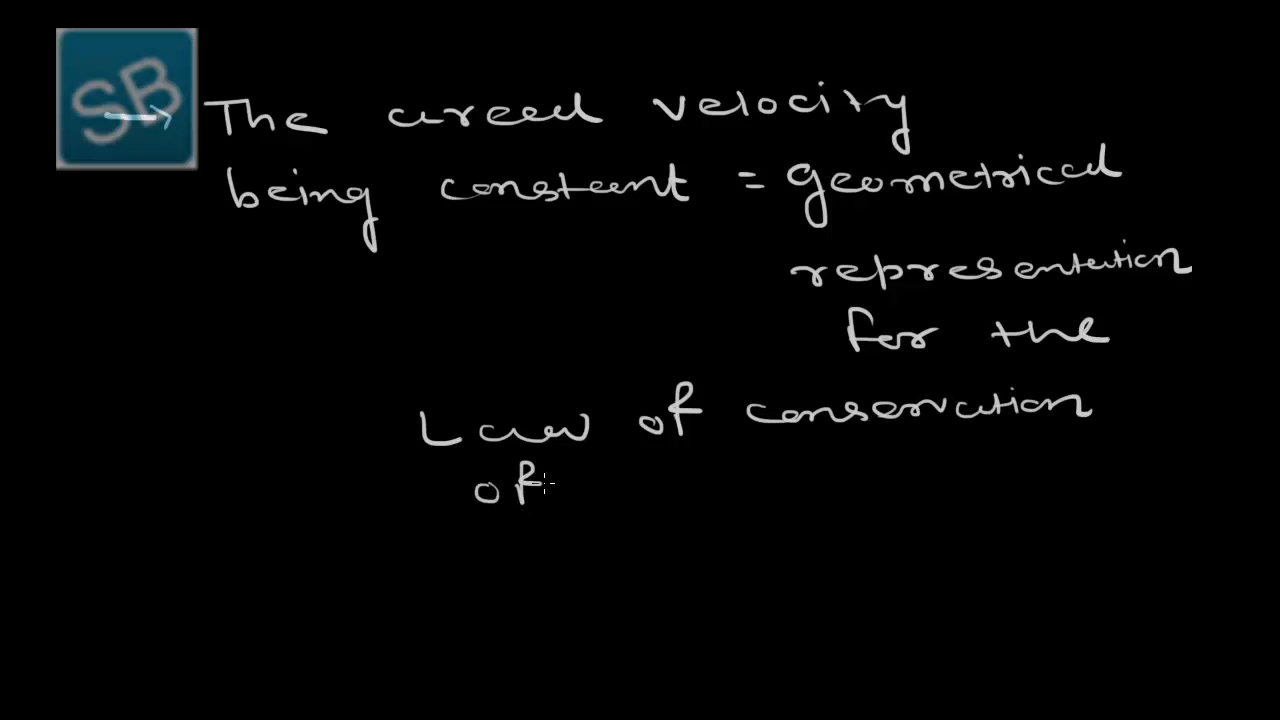 SB
→ The areal velocity
being constant = geometrical
representation
for the
Law of conservation
of